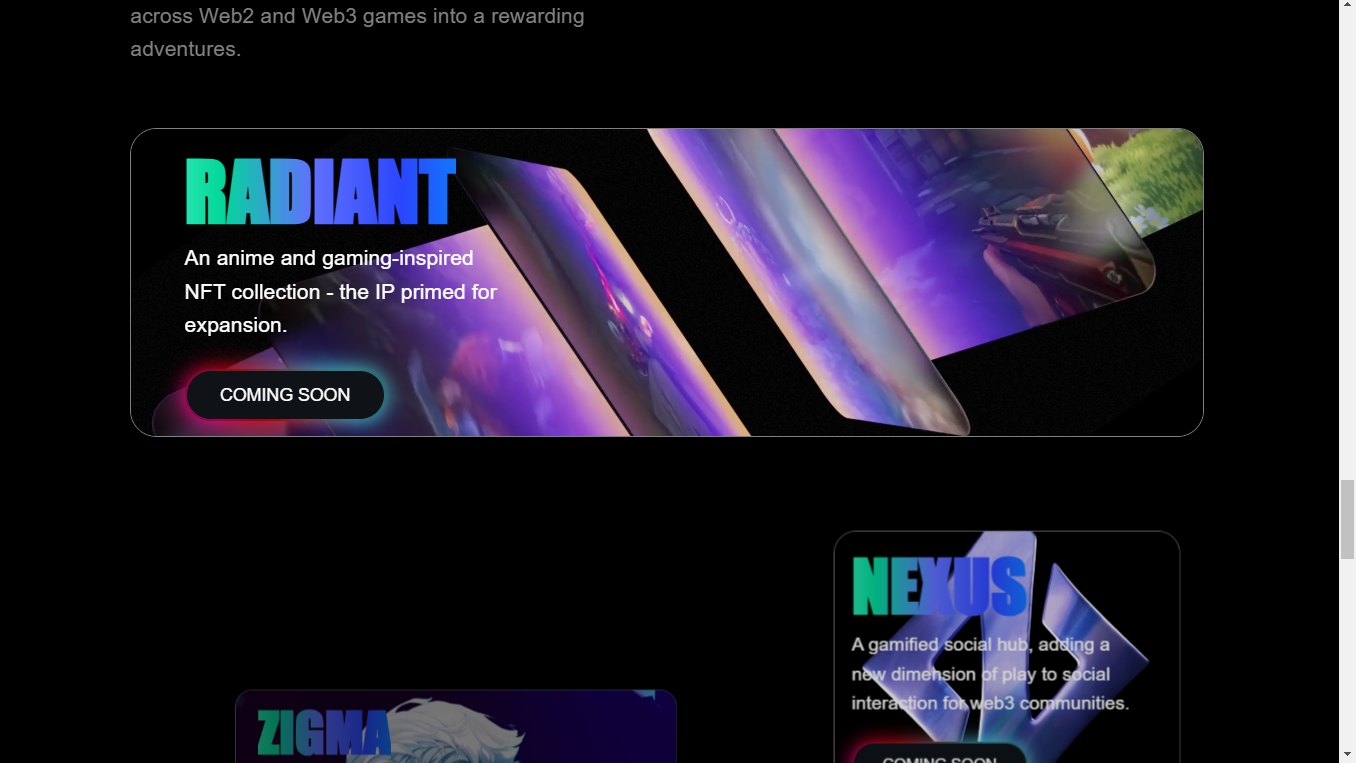 across Web2 and Web3 games into a rewarding
adventures.
RADIANT
An anime and gaming-inspired
NFT collection - the IP primed for
expansion.
COMING SOON
NEXUS
A gamified social hub, adding a
new dimension of play to social
interaction for web3 communities.
ZIGMA
COMING SOON